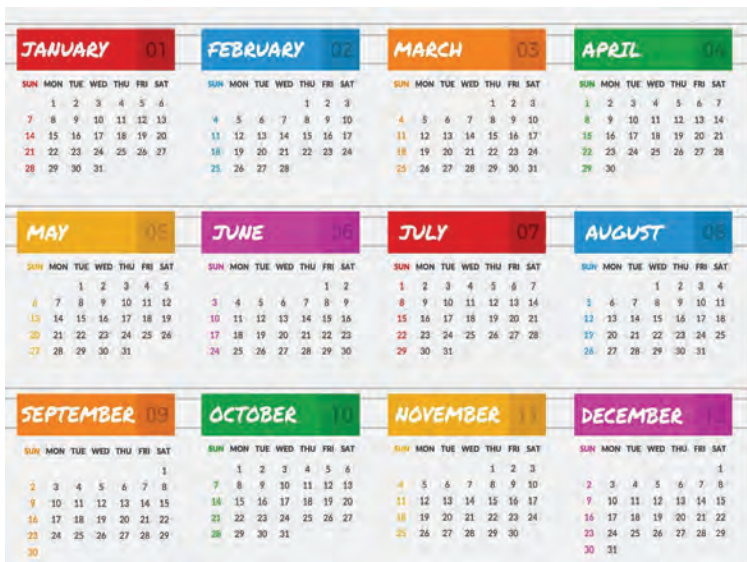 JANUARY 01
SUN MON TUE WED THU FRI SAT
1 2 3 4 5 6
7 8 9 10 11 12 13
14 15 16 17 18 19 20
21 22 23 24 25 26 27
28 29 30 31
FEBRUARY 02
SUN MON TUE WED THU FRI SAT
1 2 3
4 5 6 7 8 9 10
11 12 13 14 15 16 17
18 19 20 21 22 23 24
25 26 27 28
MARCH 03
SUN MON TUE WED THU FRI SAT
1 2 3
4 5 6 7 8 9 10
11 12 13 14 15 16 17
18 19 20 21 22 23 24
25 26 27 28 29 30 31
APRIL 04
SUN MON TUE WED THU FRI SAT
1 2 3 4 5 6 7
8 9 10 11 12 13 14
15 16 17 18 19 20 21
22 23 24 25 26 27 28
29 30
MAY 05
SUN MON TUE WED THU FRI SAT
1 2 3 4 5
6 7 8 9 10 11 12
13 14 15 16 17 18 19
20 21 22 23 24 25 26
27 28 29 30 31
JUNE 06
SUN MON TUE WED THU FRI SAT
1 2
3 4 5 6 7 8 9
10 11 12 13 14 15 16
17 18 19 20 21 22 23
24 25 26 27 28 29 30
JULY 07
SUN MON TUE WED THU FRI SAT
1 2 3 4 5 6 7
8 9 10 11 12 13 14
15 16 17 18 19 20 21
22 23 24 25 26 27 28
29 30 31
AUGUST 08
SUN MON TUE WED THU FRI SAT
1 2 3 4
5 6 7 8 9 10 11
12 13 14 15 16 17 18
19 20 21 22 23 24 25
26 27 28 29 30 31
SEPTEMBER 09
SUN MON TUE WED THU FRI SAT
1
2 3 4 5 6 7 8
9 10 11 12 13 14 15
16 17 18 19 20 21 22
23 24 25 26 27 28 29
30
OCTOBER 10
SUN MON TUE WED THU FRI SAT
1 2 3 4 5 6
7 8 9 10 11 12 13
14 15 16 17 18 19 20
21 22 23 24 25 26 27
28 29 30 31
NOVEMBER 11
SUN MON TUE WED THU FRI SAT
1 2 3
4 5 6 7 8 9 10
11 12 13 14 15 16 17
18 19 20 21 22 23 24
25 26 27 28 29 30
DECEMBER 12
SUN MON TUE WED THU FRI SAT
1
2 3 4 5 6 7 8
9 10 11 12 13 14 15
16 17 18 19 20 21 22
23 24 25 26 27 28 29
30 31